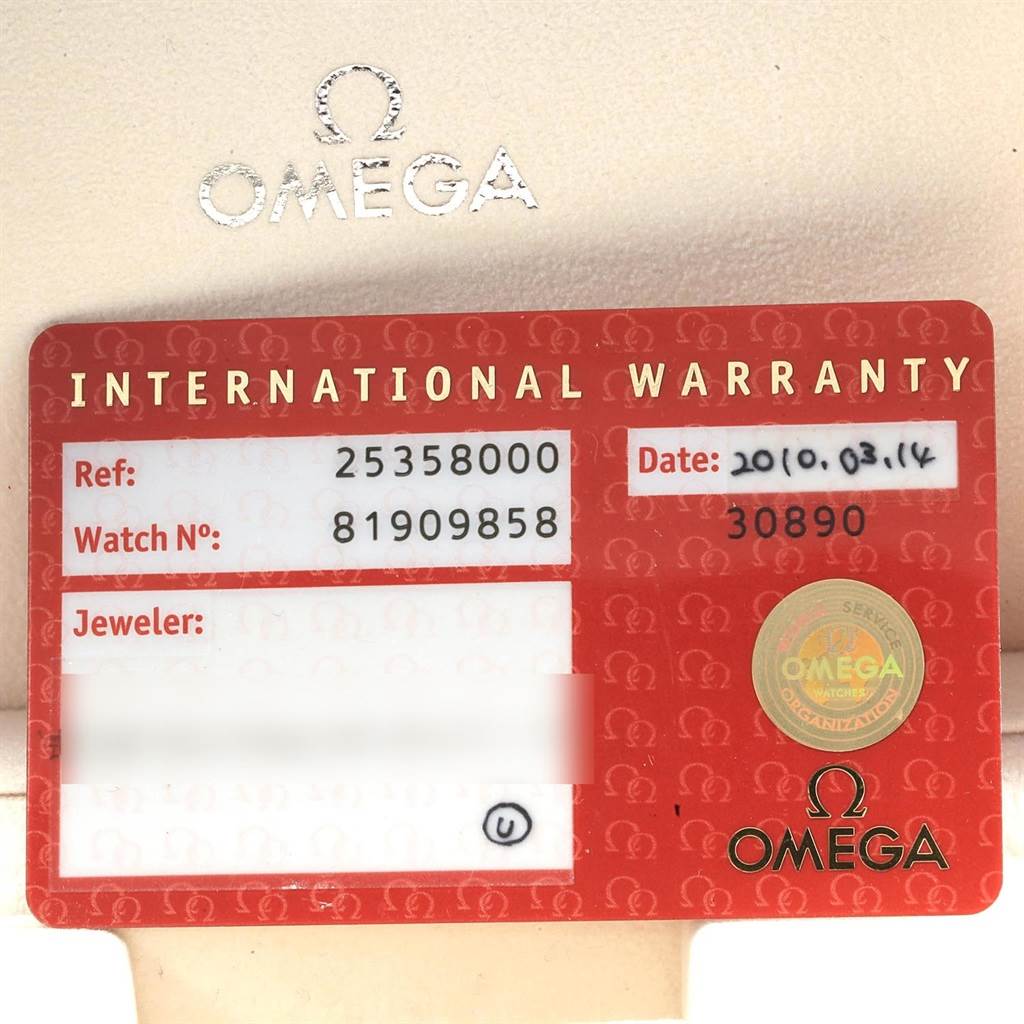 Ω
OMEGA
INTERNATIONAL WARRANTY
Ref: 25358000
Date: 2010.03.14
Watch Nº: 81909858
30890
Jeweler:
SERVICE
OMEGA
WATCHES
ORGANIZATION
U
Ω
OMEGA